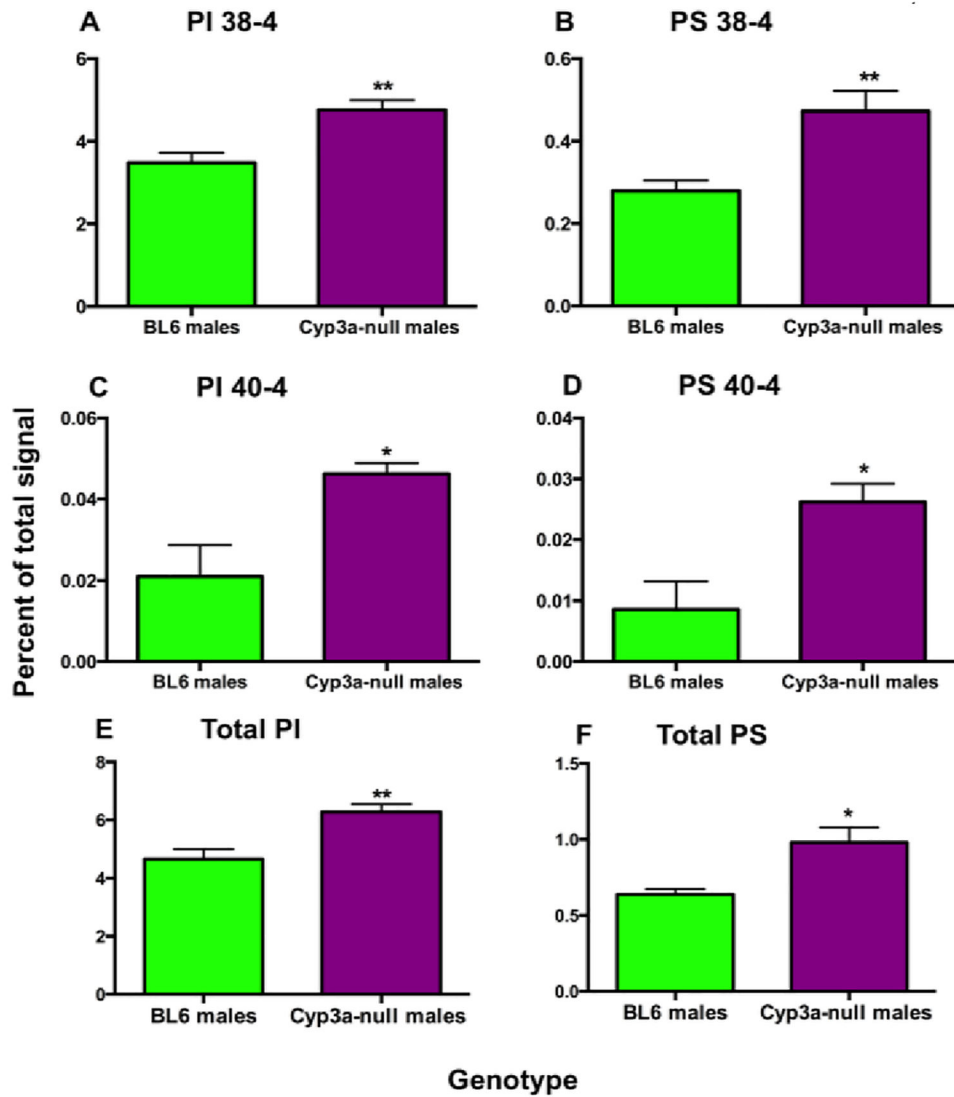 A PI 38-4
6
4
2
0
**
BL6 males Cyp3a-null males
B PS 38-4
0.6
0.4
0.2
0.0
**
BL6 males Cyp3a-null males
Percent of total signal
C PI 40-4
0.06
0.04
0.02
0.00
*
BL6 males Cyp3a-null males
D PS 40-4
0.04
0.03
0.02
0.01
0.00
*
BL6 males Cyp3a-null males
E Total PI
8
6
4
2
0
**
BL6 males Cyp3a-null males
F Total PS
1.5
1.0
0.5
0.0
*
BL6 males Cyp3a-null males
Genotype